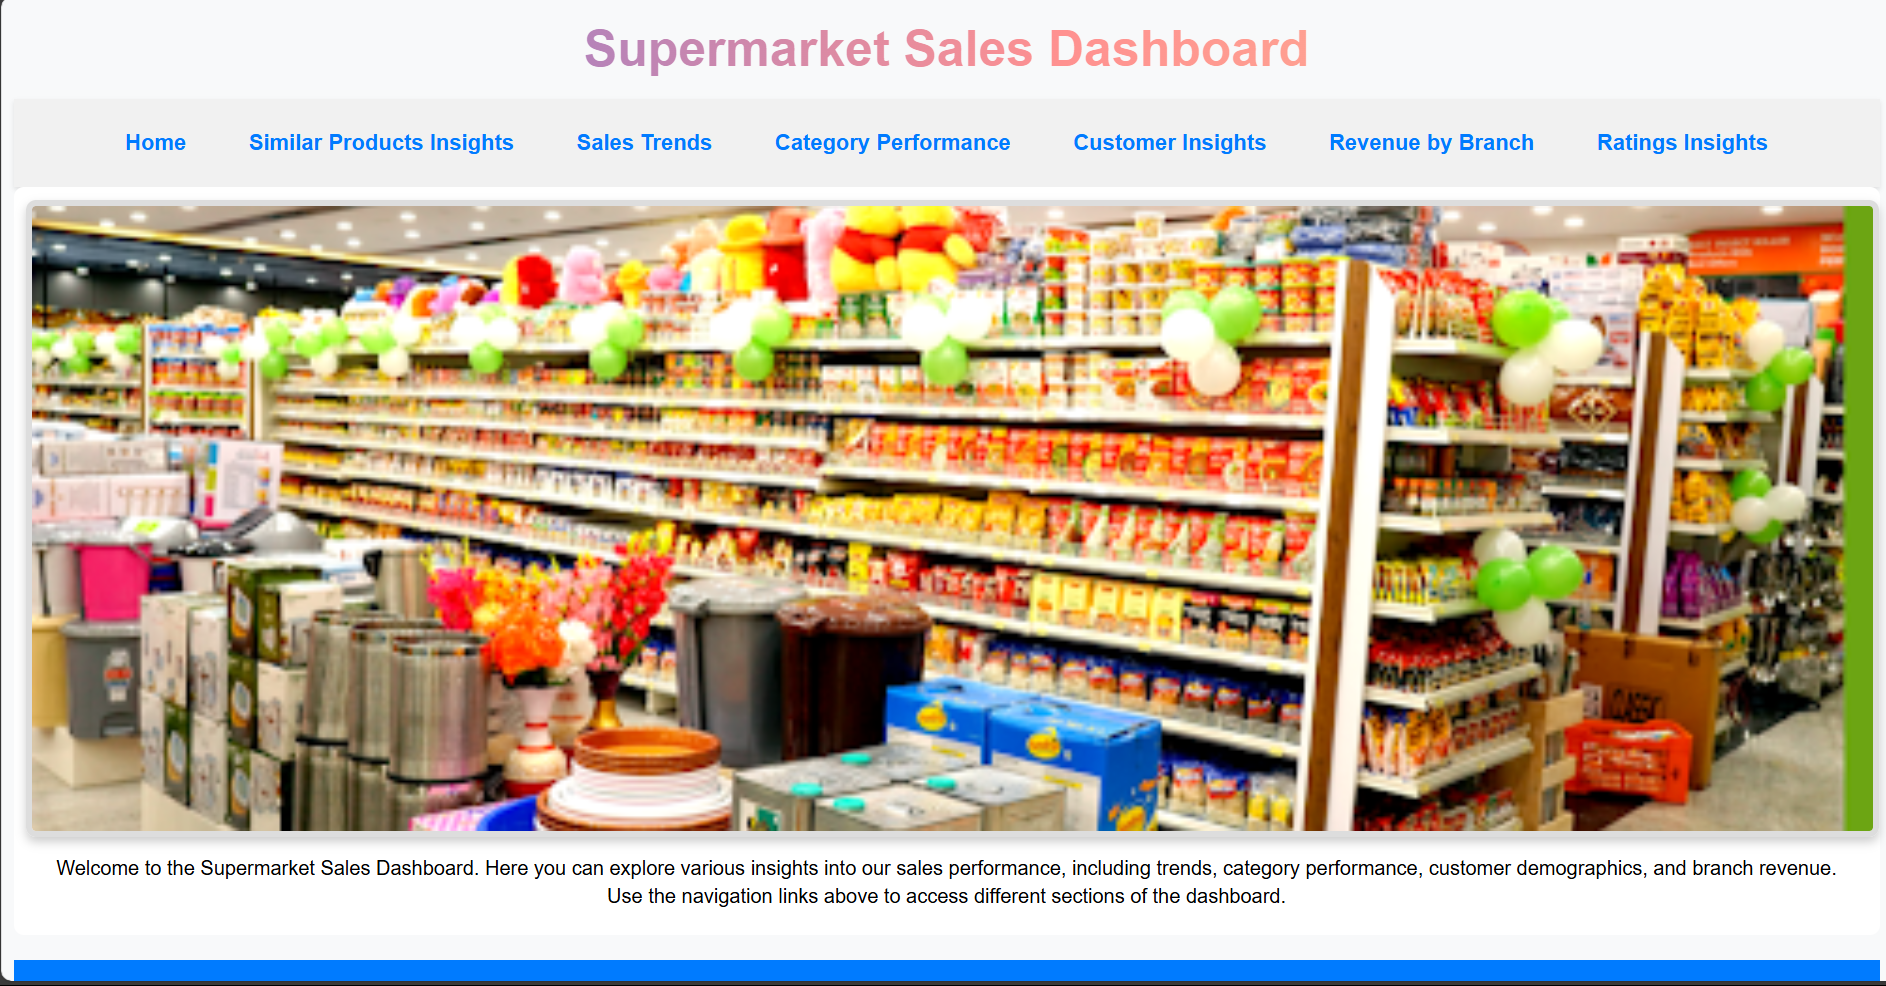 Supermarket Sales Dashboard
Home Similar Products Insights Sales Trends Category Performance Customer Insights Revenue by Branch Ratings Insights
CLASSIC
Welcome to the Supermarket Sales Dashboard. Here you can explore various insights into our sales performance, including trends, category performance, customer demographics, and branch revenue.
Use the navigation links above to access different sections of the dashboard.